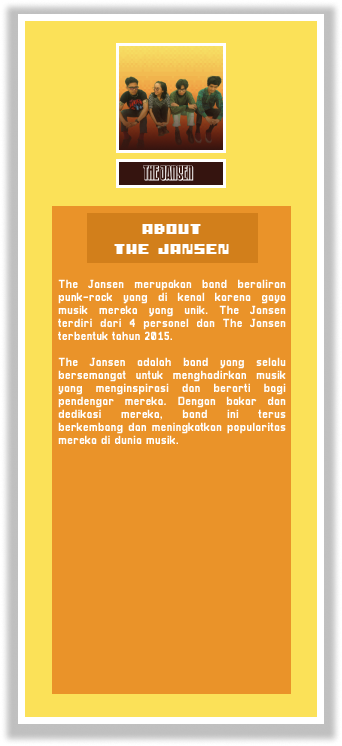 THE JANSEN
ABOUT
THE JANSEN
The Jansen merupakan band beraliran
punk-rock yang di kenal karena gaya
musik mereka yang unik. The Jansen
terdiri dari 4 personel dan The Jansen
terbentuk tahun 2015.
The Jansen adalah band yang selalu
bersemangat untuk menghadirkan musik
yang menginspirasi dan berarti bagi
pendengar mereka. Dengan bakar dan
dedikasi mereka, band ini terus
berkembang dan meningkatkan popularitas
mereka di dunia musik.